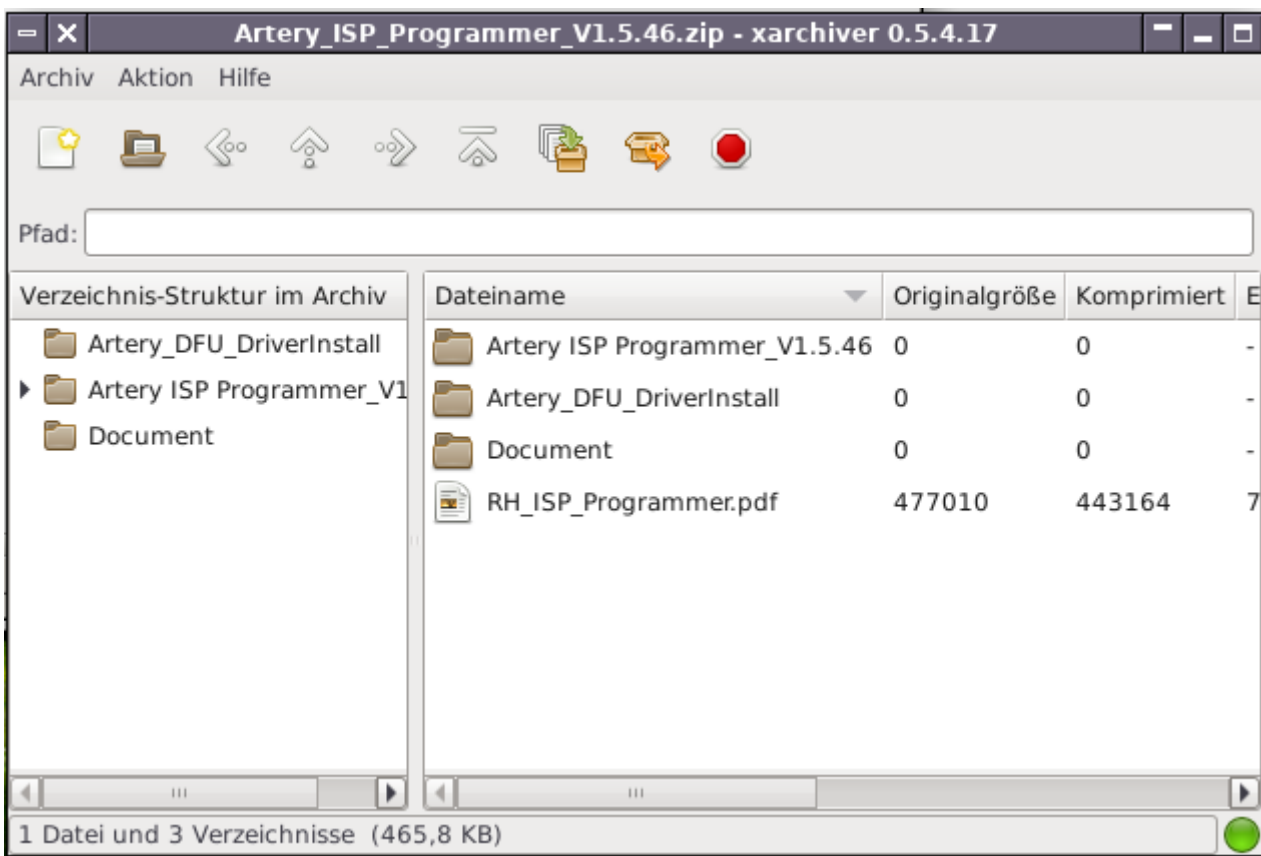 Artery_ISP_Programmer_V1.5.46.zip - xarchiver 0.5.4.17
Archiv Aktion Hilfe
Pfad:
Verzeichnis-Struktur im Archiv
Artery_DFU_DriverInstall
Artery ISP Programmer_V1
Document
Dateiname Originalgröße Komprimiert E
Artery ISP Programmer_V1.5.46 0 0 -
Artery_DFU_DriverInstall 0 0 -
Document 0 0 -
RH_ISP_Programmer.pdf 477010 443164 7
1 Datei und 3 Verzeichnisse (465,8 KB)